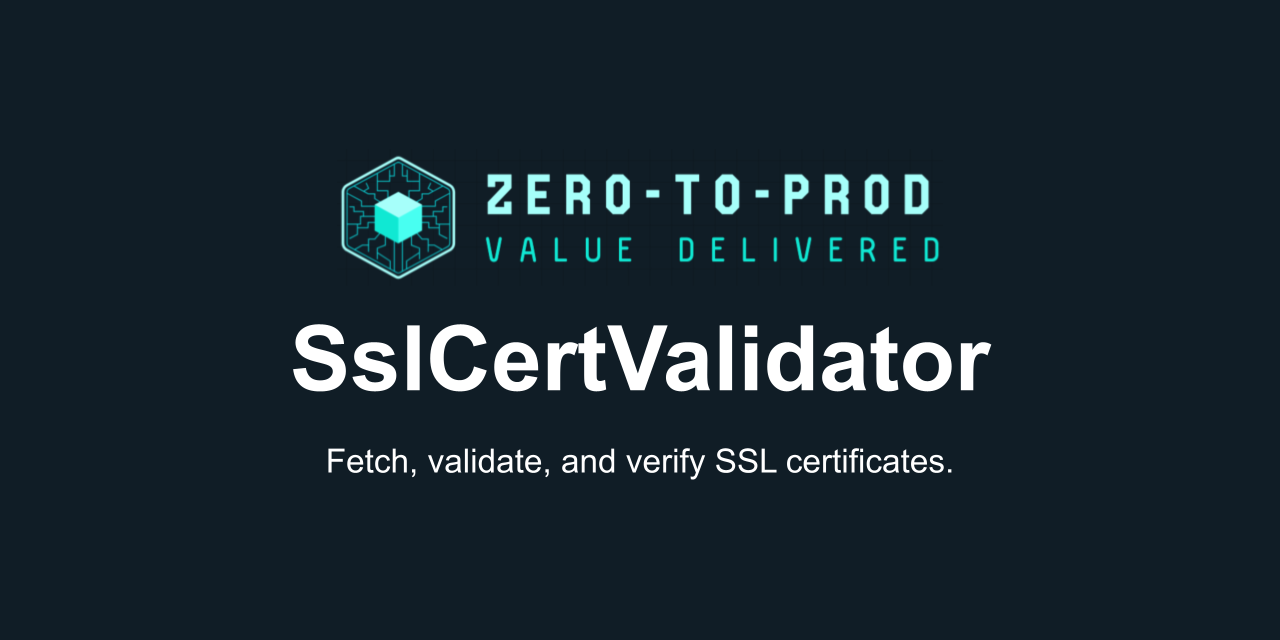 ZERO-TO-PROD
VALUE DELIVERED
SslCertValidator
Fetch, validate, and verify SSL certificates.